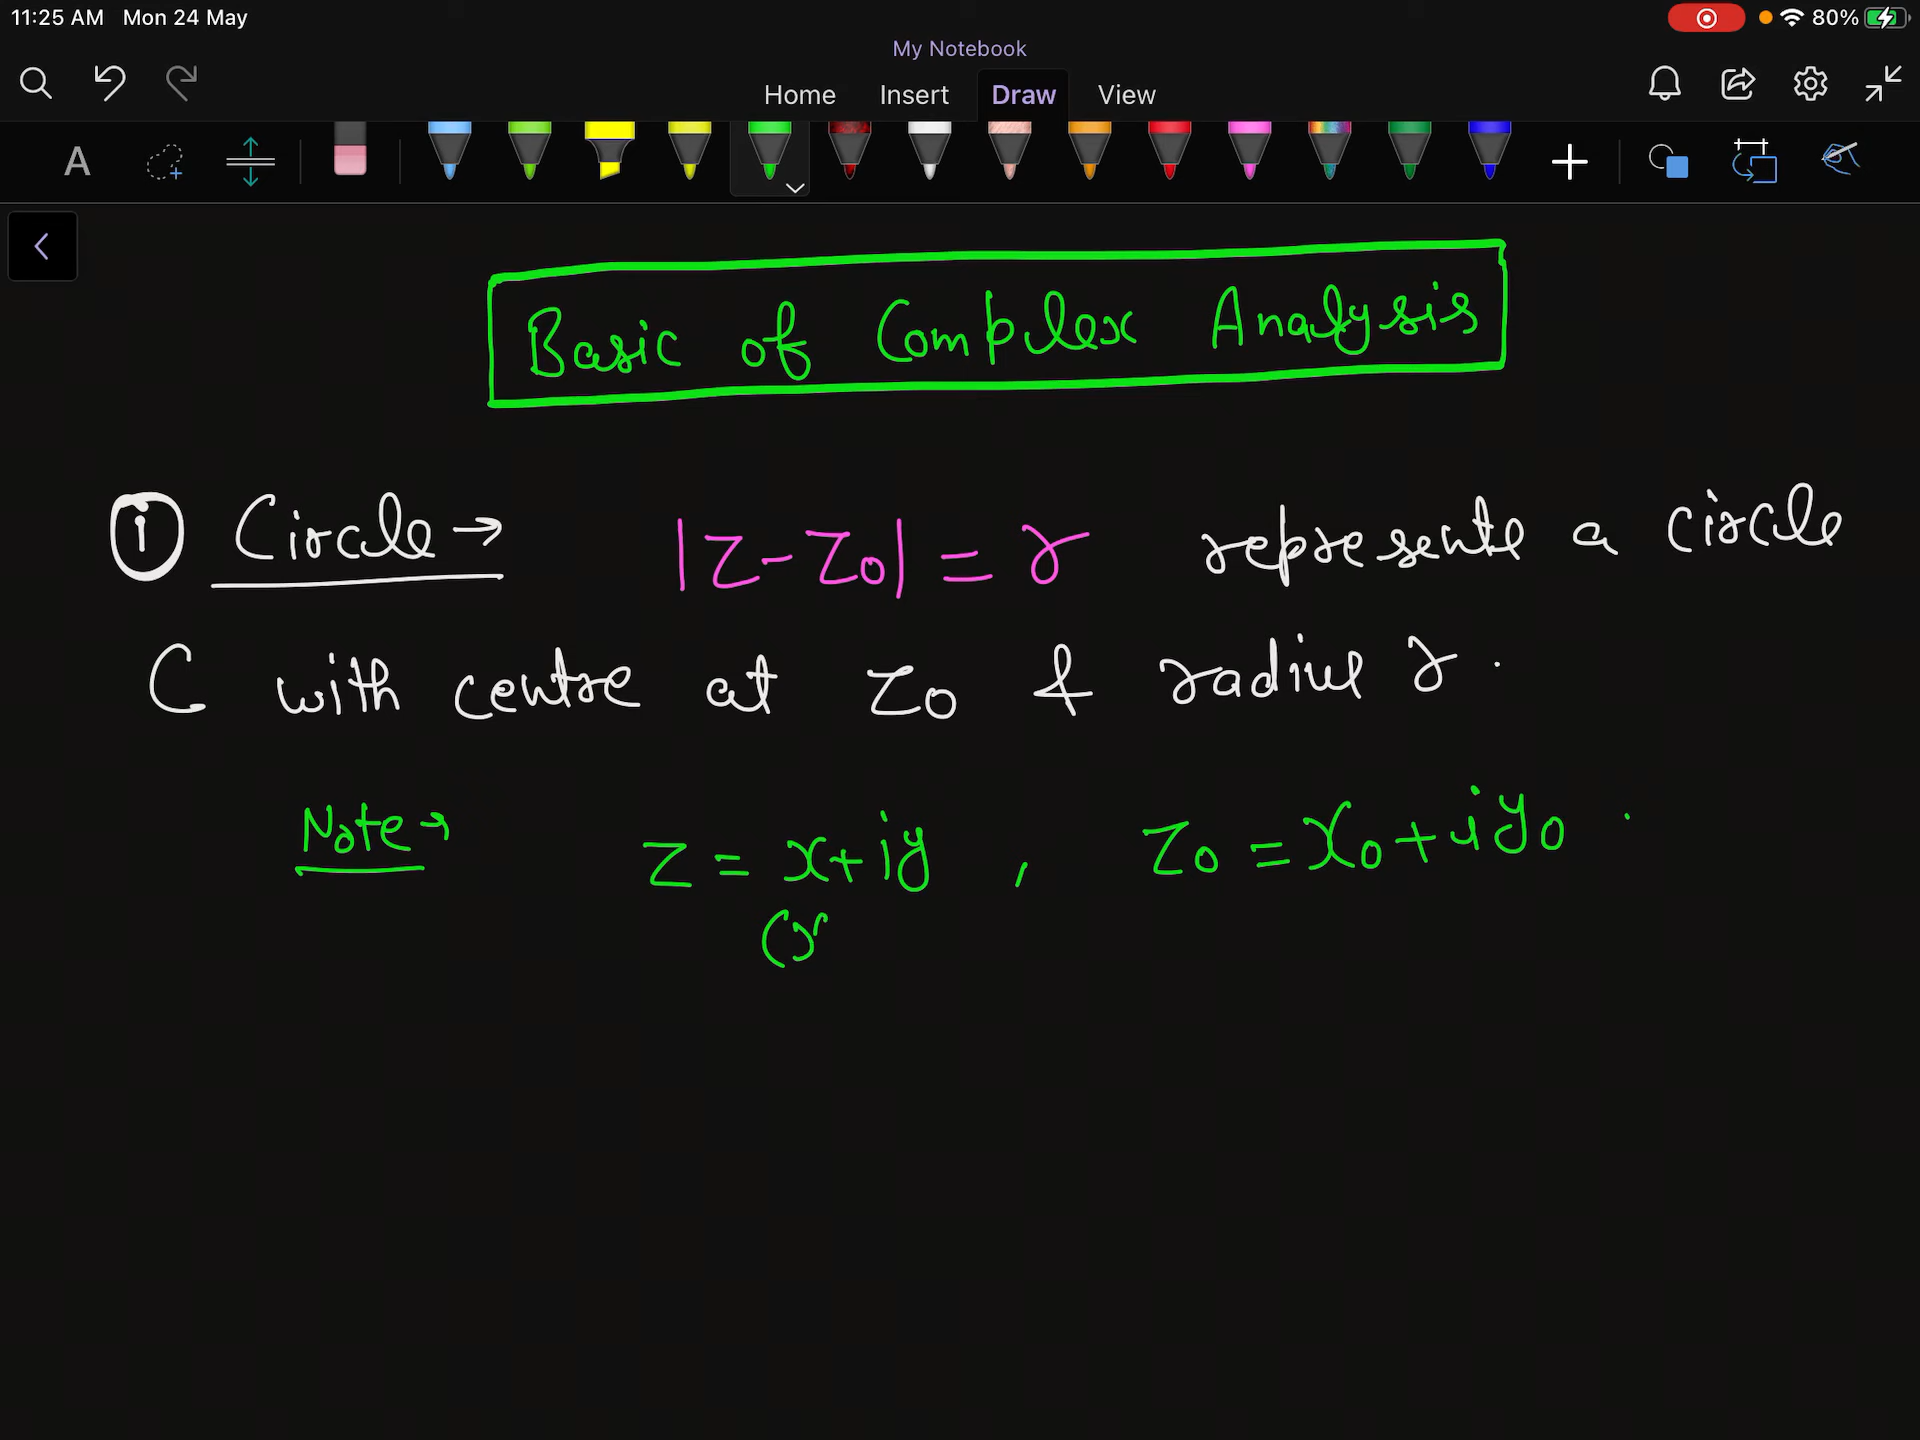 11:25 AM Mon 24 May
80%
My Notebook
Home Insert Draw View
A
Basic of Complex Analysis
① Circle → |z-z₀| = r represents a circle
C with centre at z₀ & radius r.
Note → z = x+iy , z₀ = x₀+iy₀ .
(x